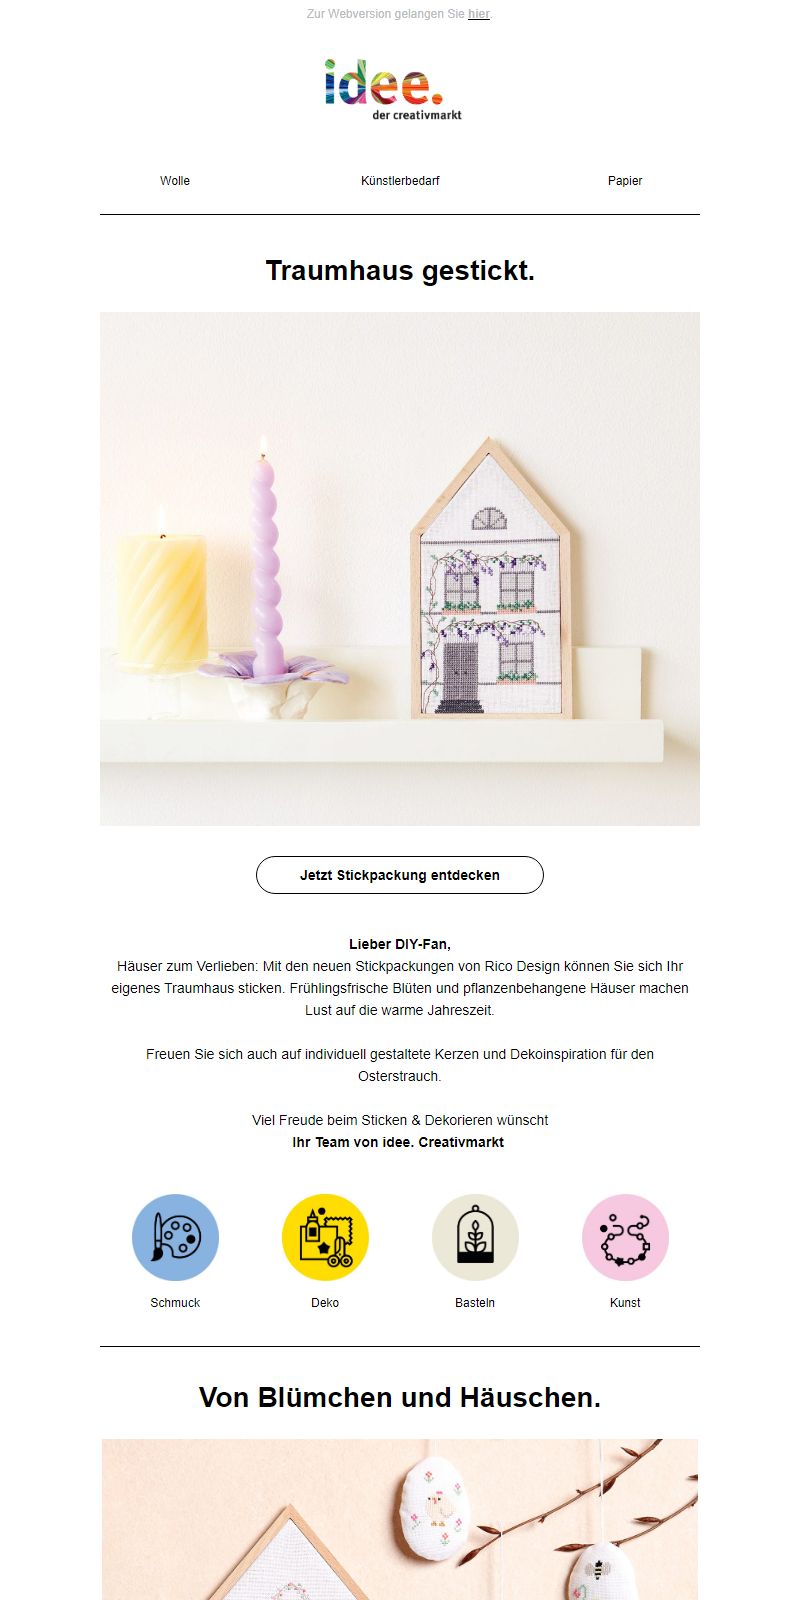 Zur Webversion gelangen Sie hier.
idee.
der creativmarkt
Wolle
Künstlerbedarf
Papier
Traumhaus gestickt.
Jetzt Stickpackung entdecken
Lieber DIY-Fan,
Häuser zum Verlieben: Mit den neuen Stickpackungen von Rico Design können Sie sich Ihr
eigenes Traumhaus sticken. Frühlingsfrische Blüten und pflanzenbehangene Häuser machen
Lust auf die warme Jahreszeit.
Freuen Sie sich auch auf individuell gestaltete Kerzen und Dekoinspiration für den
Osterstrauch.
Viel Freude beim Sticken & Dekorieren wünscht
Ihr Team von idee. Creativmarkt
Schmuck
Deko
Basteln
Kunst
Von Blümchen und Häuschen.